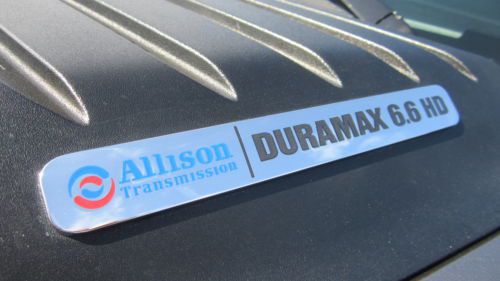 Allison DURAMAX 6.6 HD
Transmission